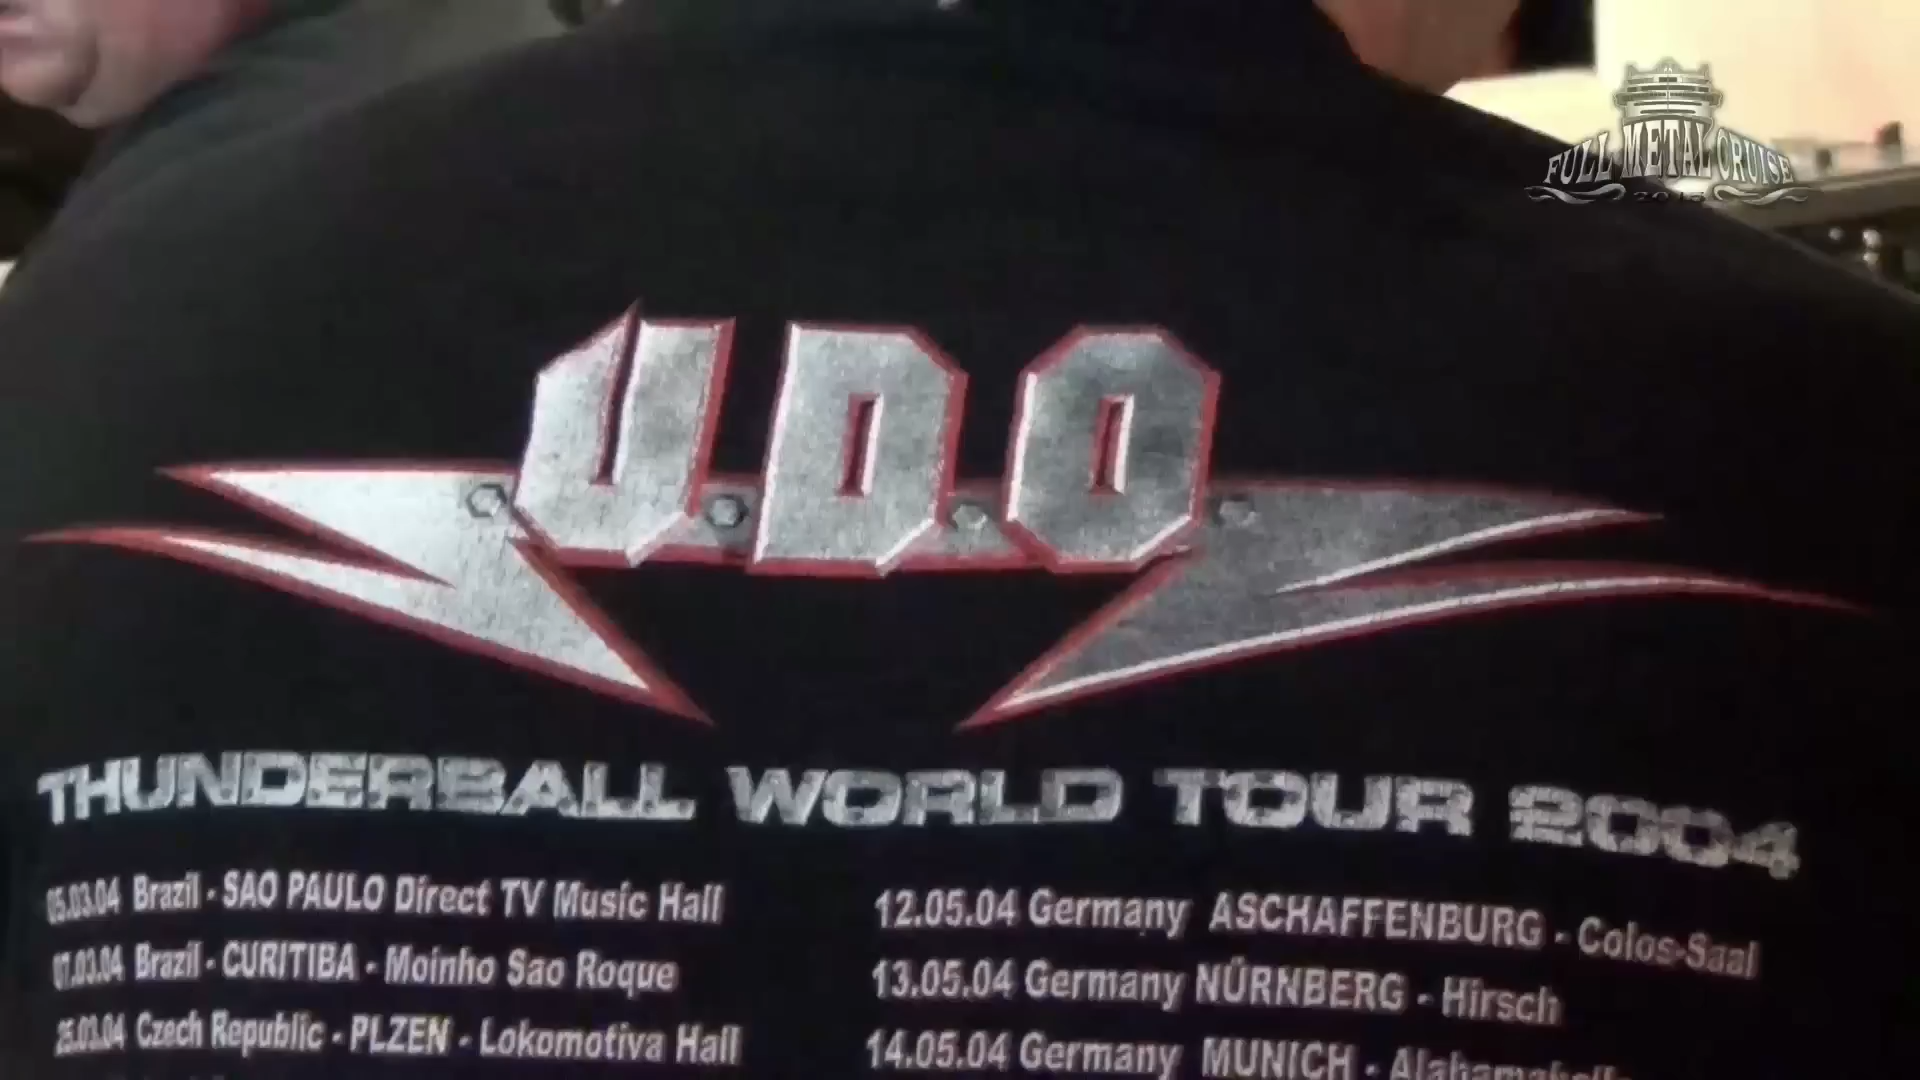 FULL METAL CRUISE
U.D.O
THUNDERBALL WORLD TOUR 2004
05.03.04 Brazil - SAO PAULO Direct TV Music Hall
07.03.04 Brazil - CURITIBA - Moinho Sao Roque
25.03.04 Czech Republic - PLZEN - Lokomotiva Hall
12.05.04 Germany ASCHAFFENBURG - Colos-Saal
13.05.04 Germany NÜRNBERG - Hirsch
14.05.04 Germany MUNICH -